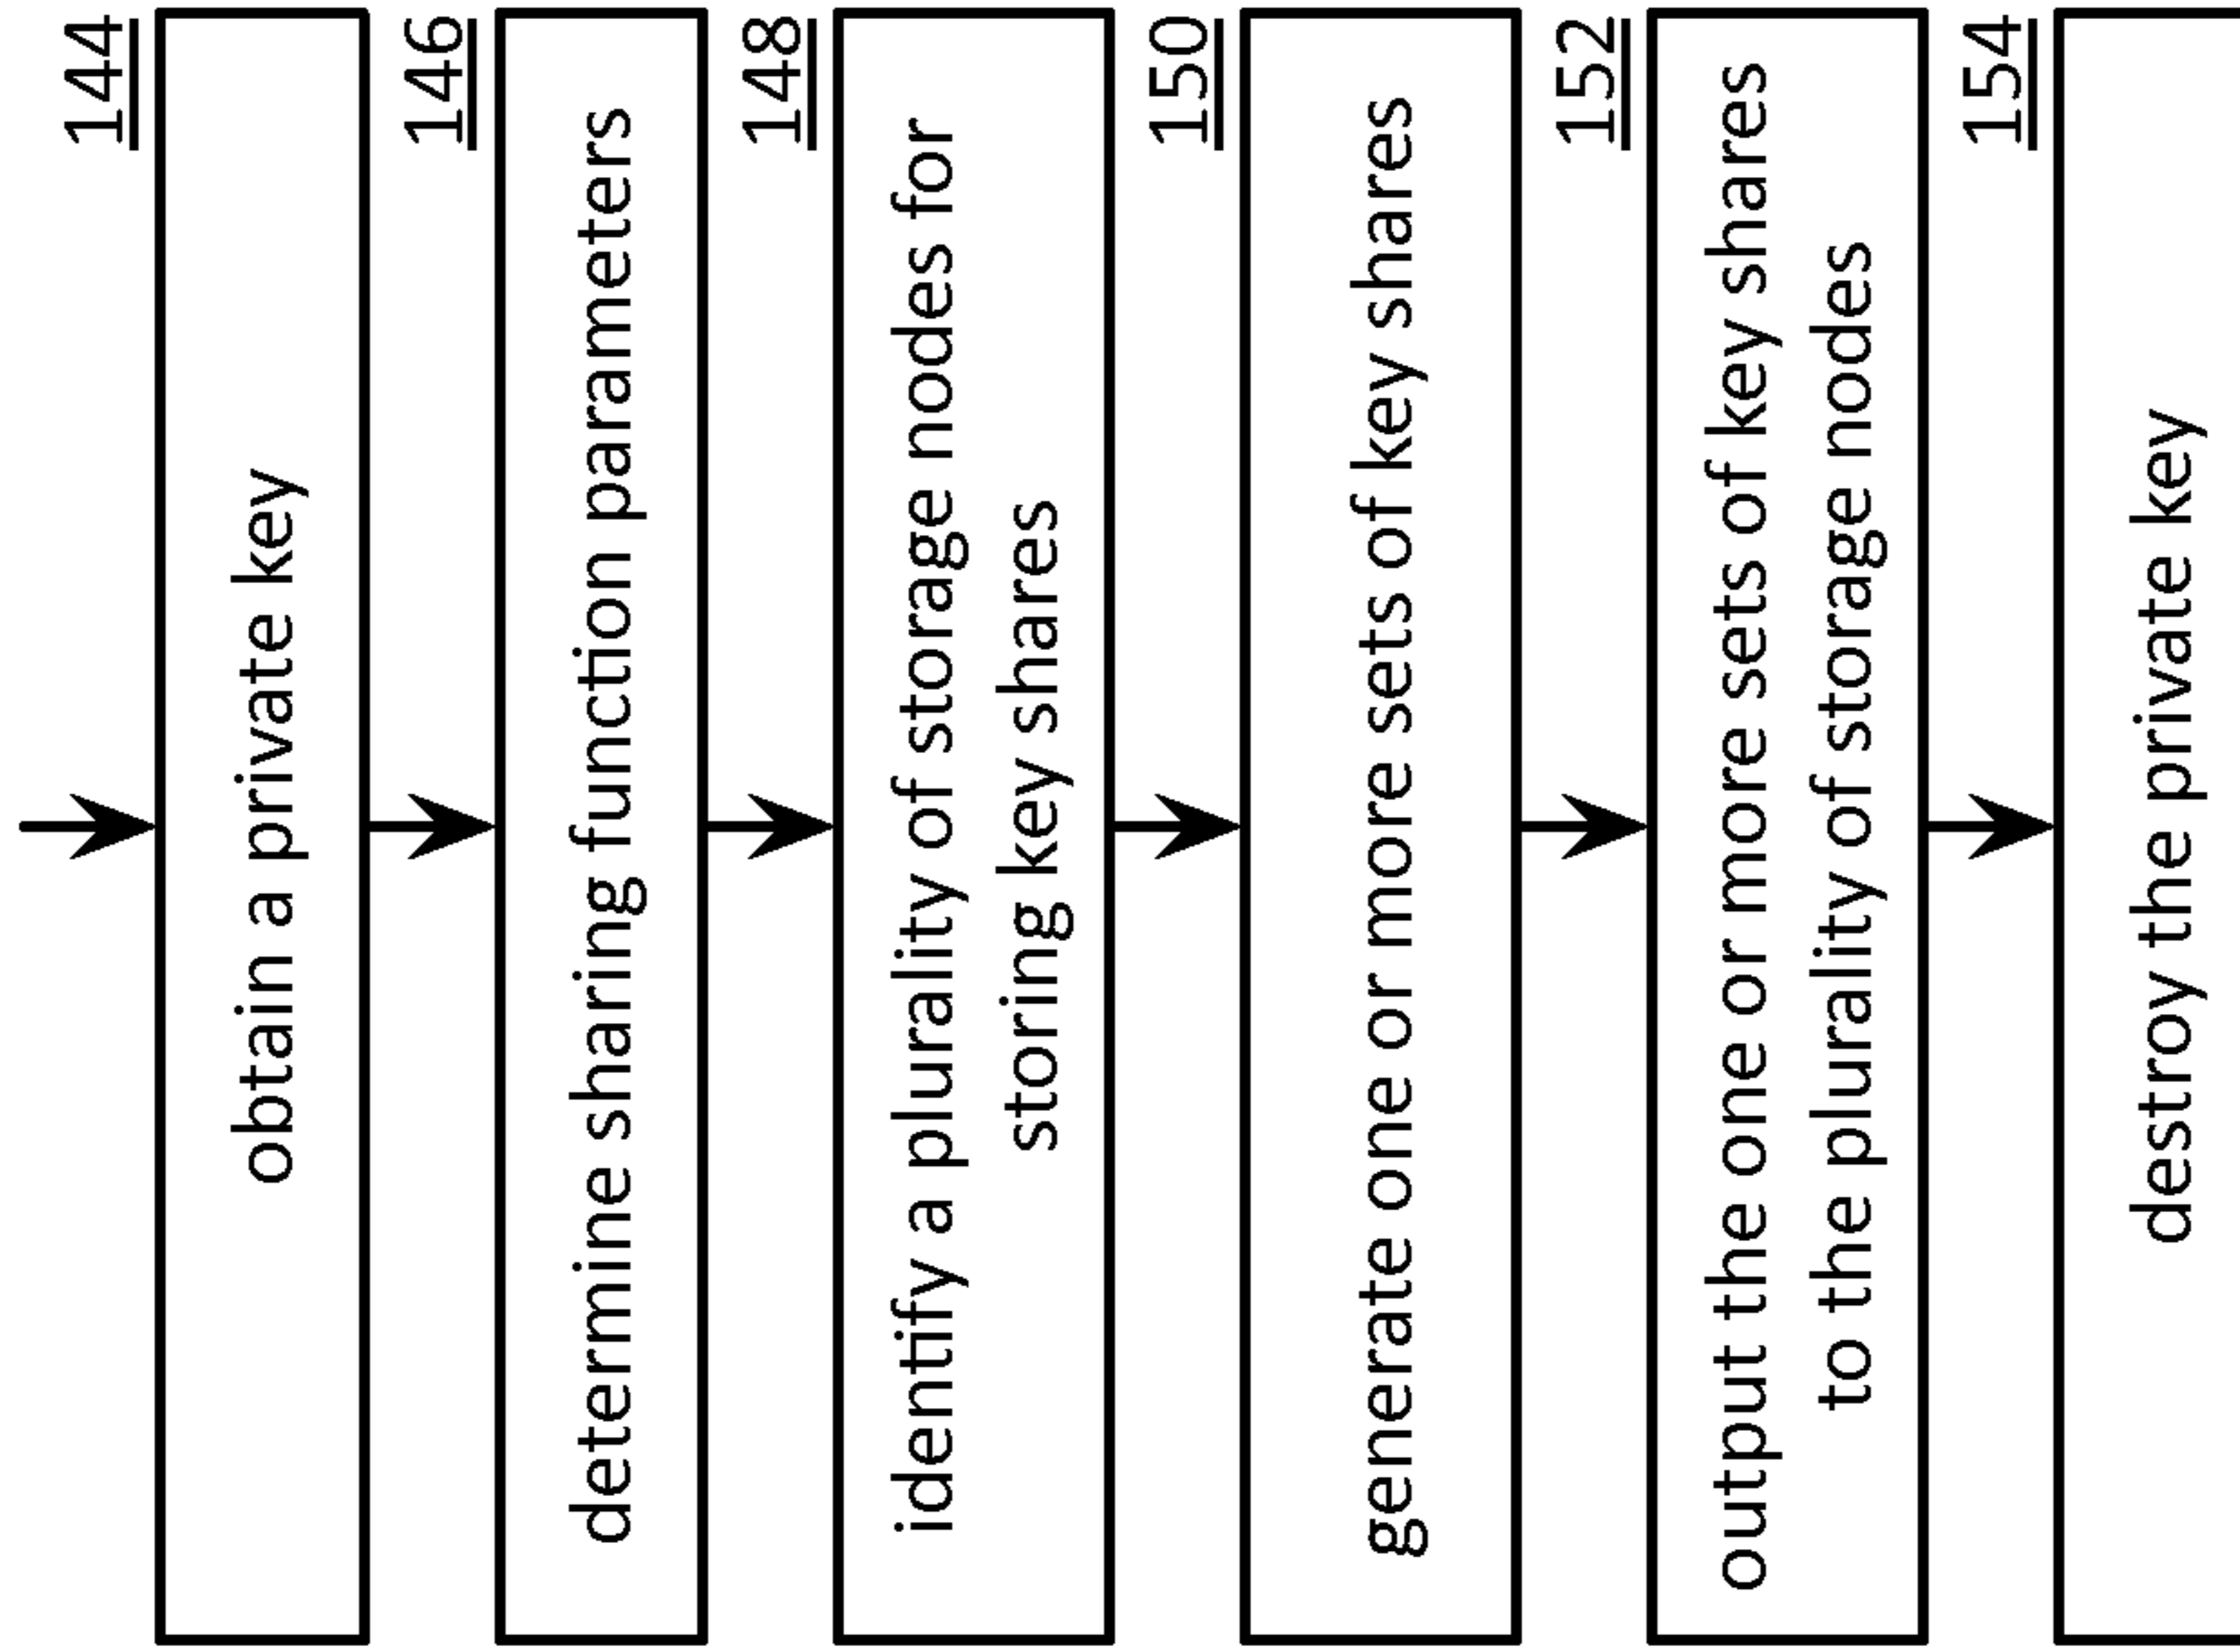 144
obtain a private key
146
determine sharing function parameters
148
identify a plurality of storage nodes for
storing key shares
150
generate one or more sets of key shares
152
output the one or more sets of key shares
to the plurality of storage nodes
154
destroy the private key